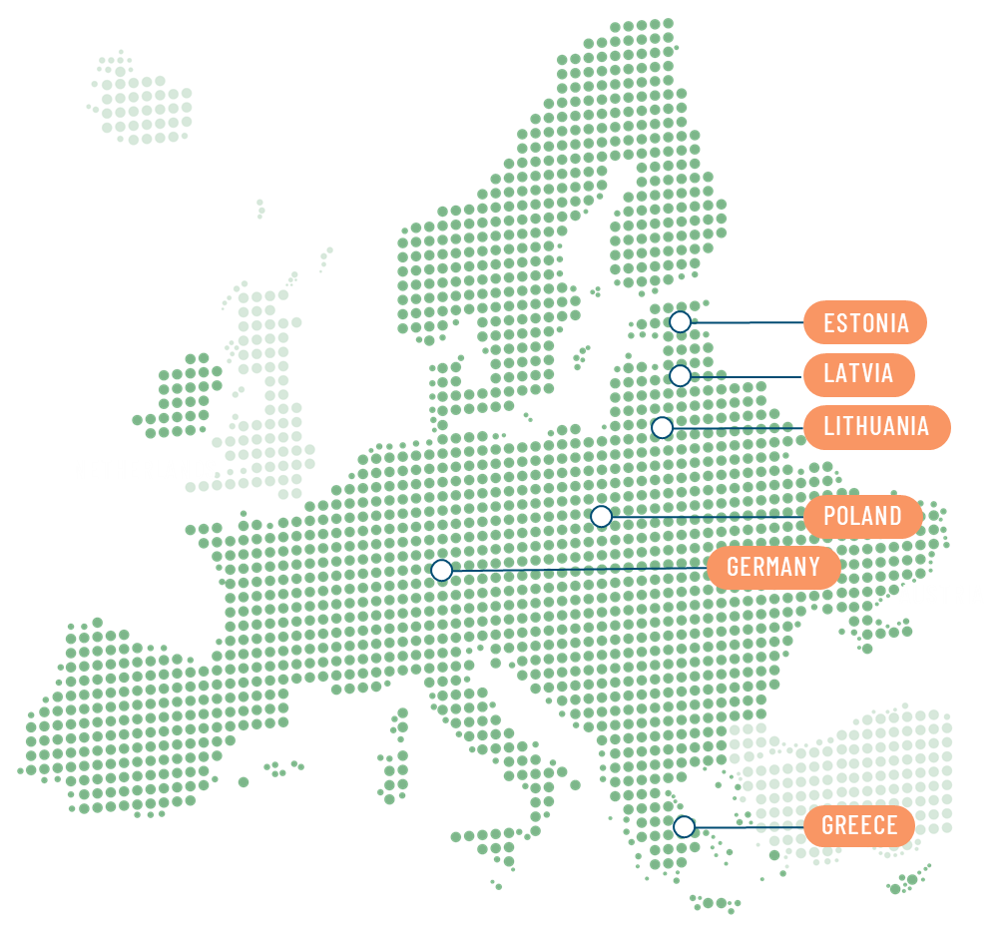 ESTONIA
LATVIA
LITHUANIA
POLAND
GERMANY
GREECE